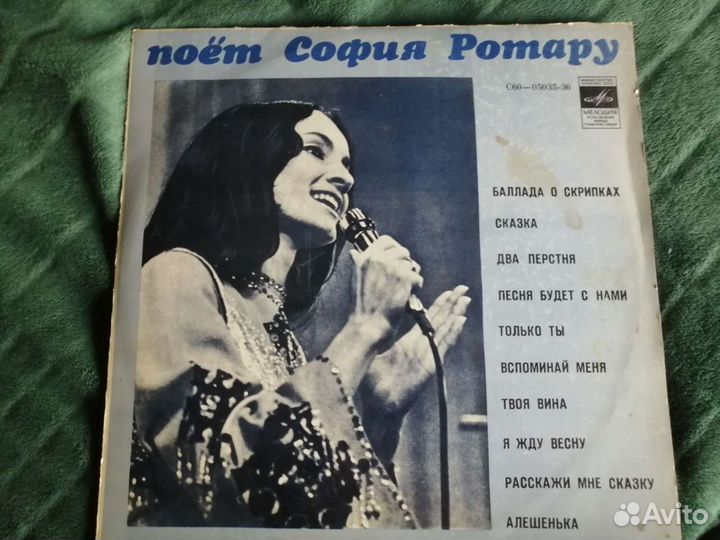 поёт София Ротару
С60—05035-36
МЕЛОДИЯ
БАЛЛАДА О СКРИПКАХ
СКАЗКА
ДВА ПЕРСТНЯ
ПЕСНЯ БУДЕТ С НАМИ
ТОЛЬКО ТЫ
ВСПОМИНАЙ МЕНЯ
ТВОЯ ВИНА
Я ЖДУ ВЕСНУ
РАССКАЖИ МНЕ СКАЗКУ
АЛЕШЕНЬКА
Avito